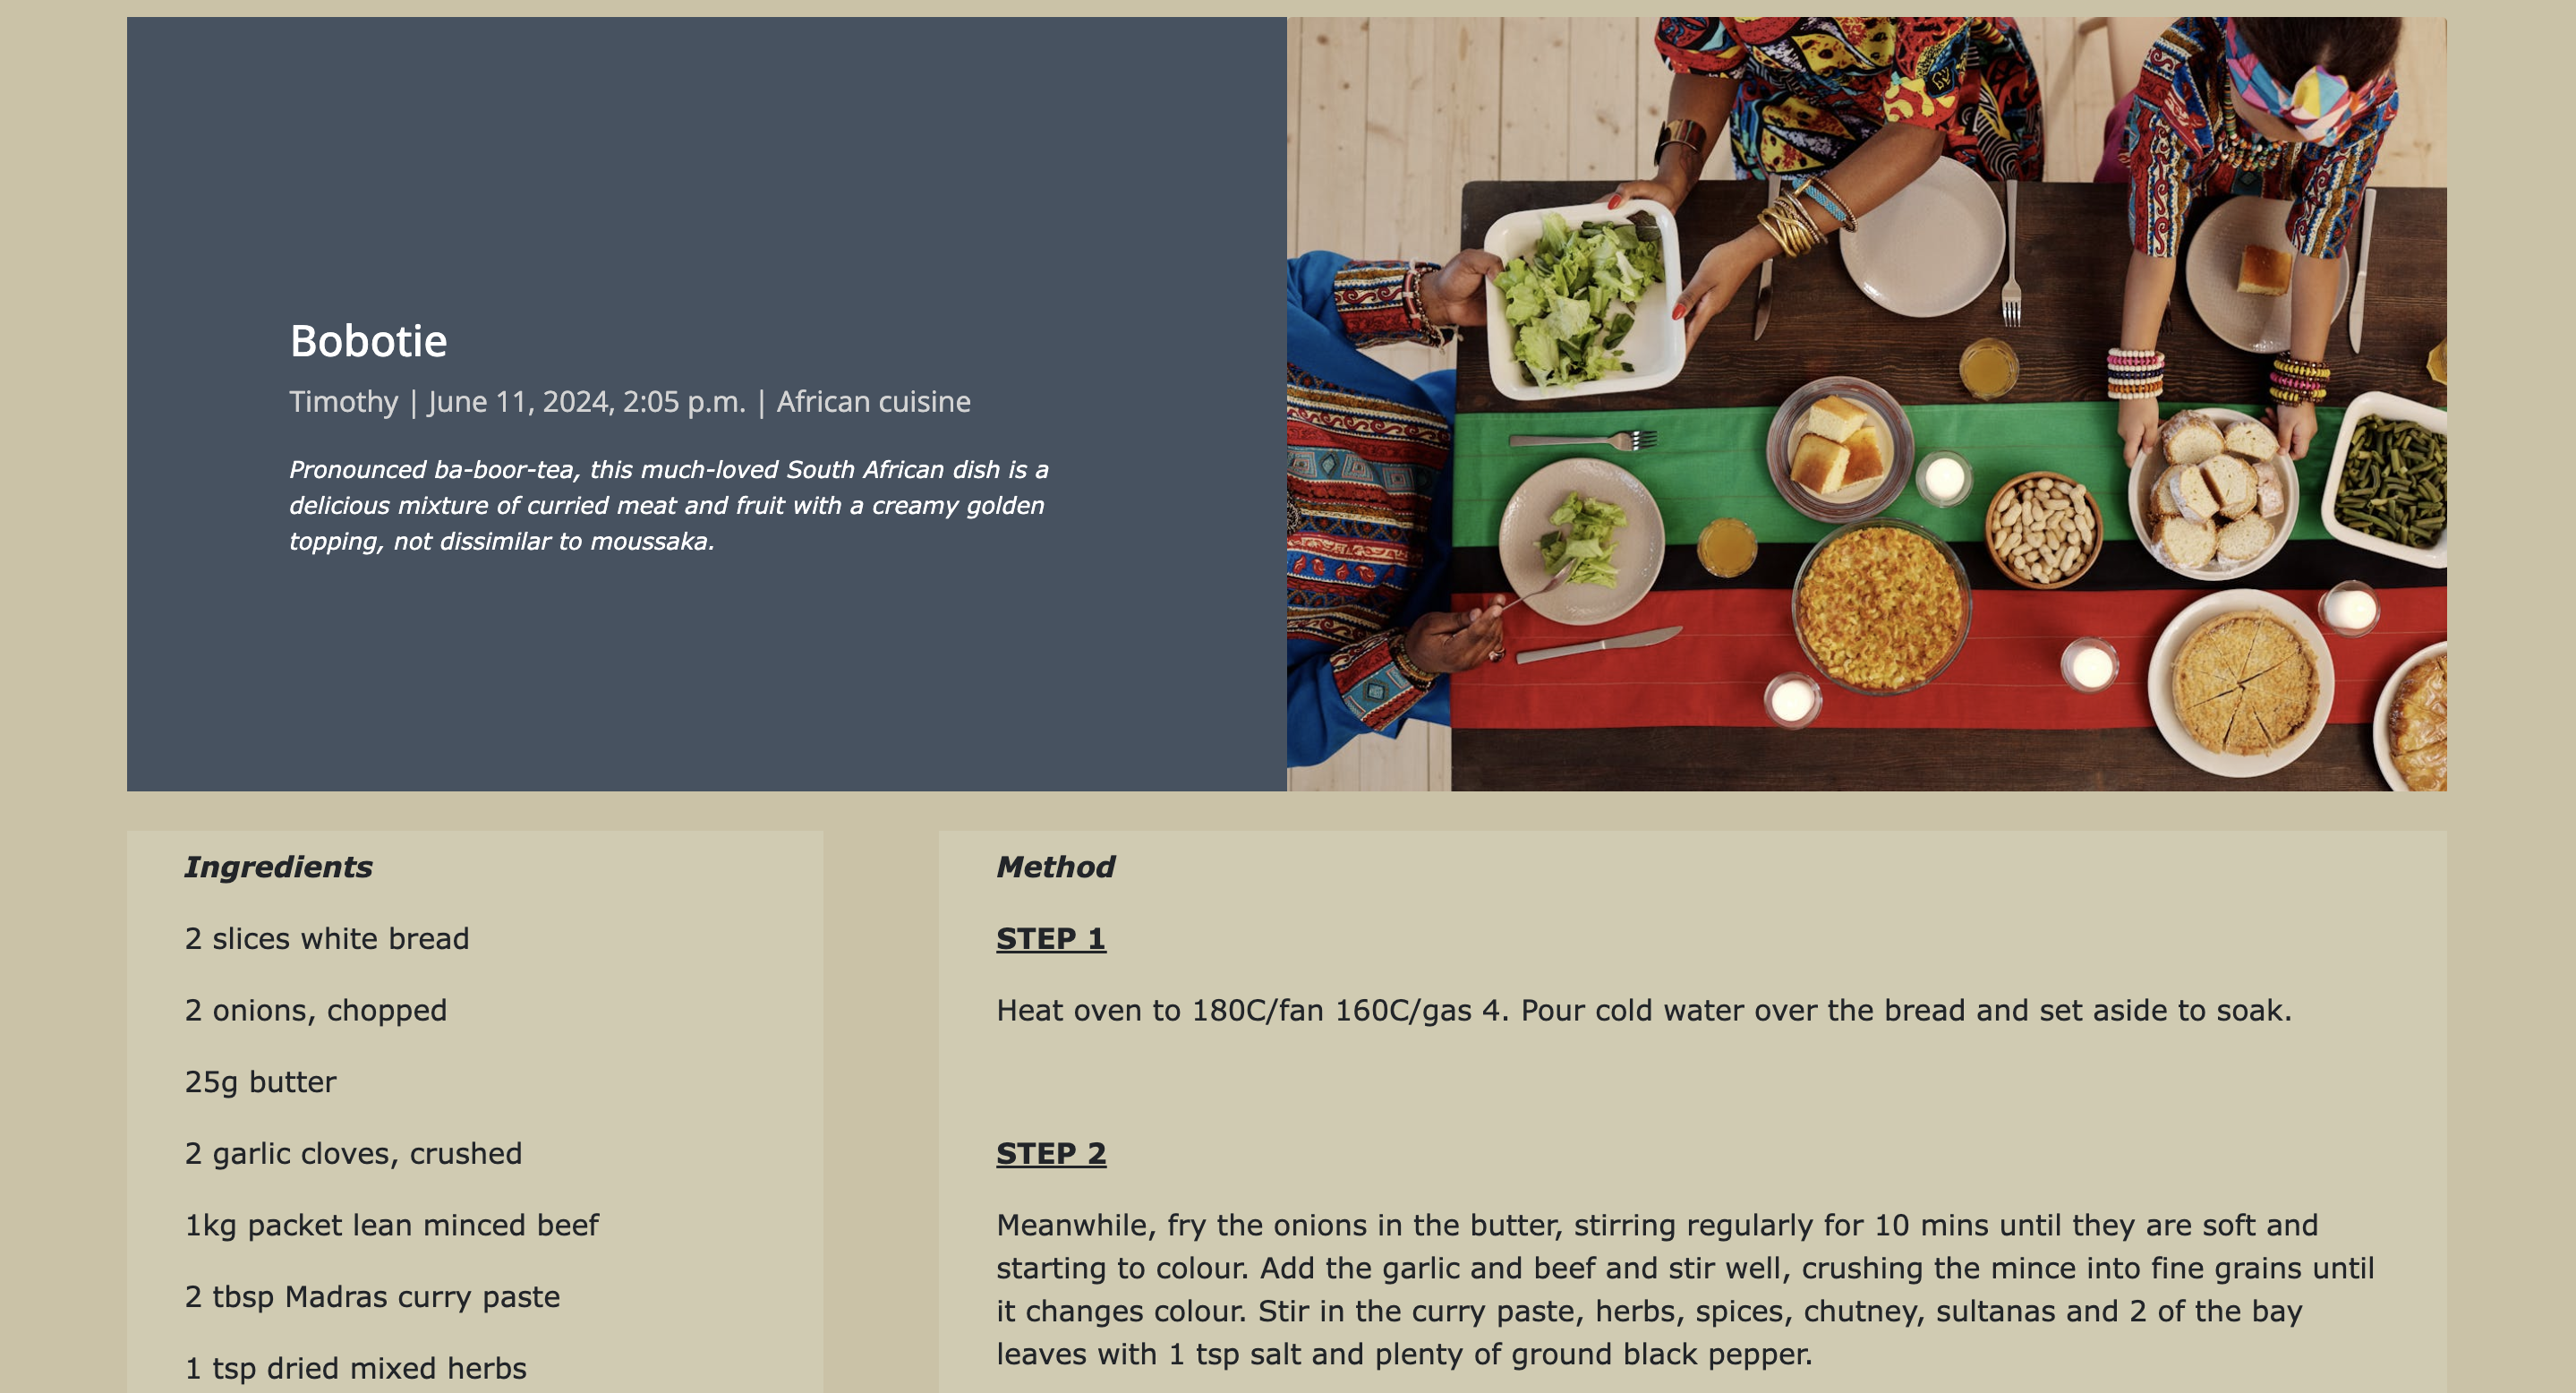 Bobotie
Timothy | June 11, 2024, 2:05 p.m. | African cuisine
Pronounced ba-boor-tea, this much-loved South African dish is a
delicious mixture of curried meat and fruit with a creamy golden
topping, not dissimilar to moussaka.
Ingredients
2 slices white bread
2 onions, chopped
25g butter
2 garlic cloves, crushed
1kg packet lean minced beef
2 tbsp Madras curry paste
1 tsp dried mixed herbs
Method
STEP 1
Heat oven to 180C/fan 160C/gas 4. Pour cold water over the bread and set aside to soak.
STEP 2
Meanwhile, fry the onions in the butter, stirring regularly for 10 mins until they are soft and
starting to colour. Add the garlic and beef and stir well, crushing the mince into fine grains until
it changes colour. Stir in the curry paste, herbs, spices, chutney, sultanas and 2 of the bay
leaves with 1 tsp salt and plenty of ground black pepper.